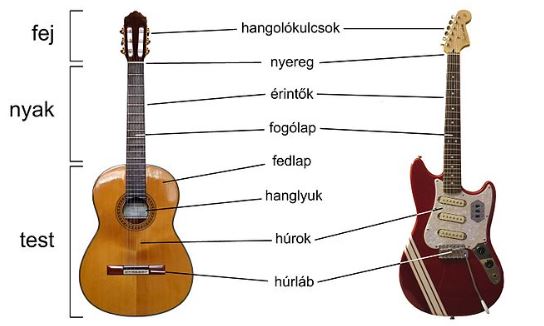 fej
nyak
test
hangolókulcsok
nyereg
érintők
fogólap
fedlap
hanglyuk
húrok
húrláb